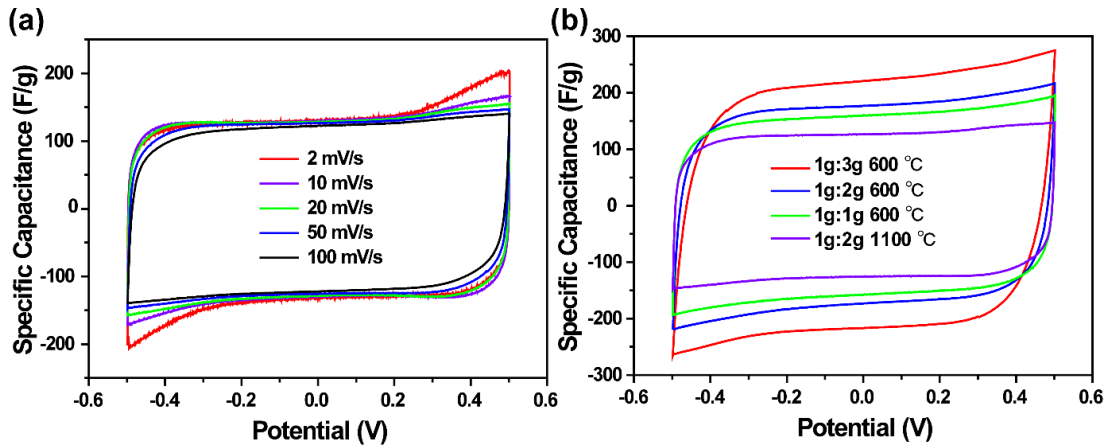 (a)
Specific Capacitance (F/g)
200
100
0
-100
-200
2 mV/s
10 mV/s
20 mV/s
50 mV/s
100 mV/s
-0.6
-0.4
-0.2
0.0
0.2
0.4
0.6
Potential (V)
(b)
Specific Capacitance (F/g)
300
200
100
0
-100
-200
-300
1g:3g 600 ℃
1g:2g 600 ℃
1g:1g 600 ℃
1g:2g 1100 ℃
-0.6
-0.4
-0.2
0.0
0.2
0.4
0.6
Potential (V)